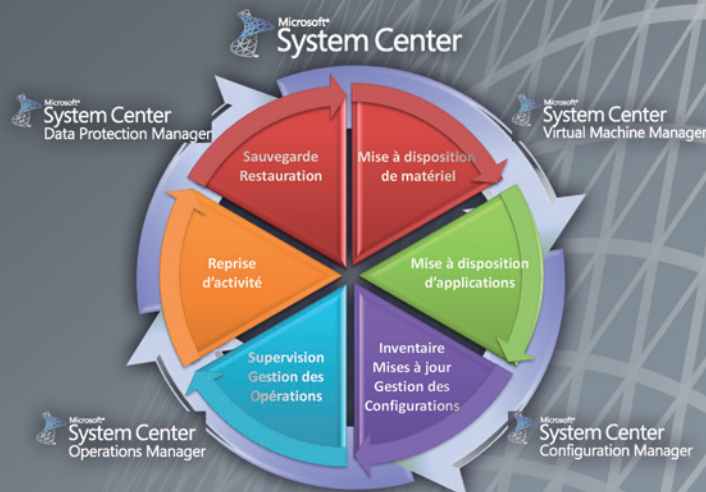 Microsoft®
System Center
Microsoft®
System Center
Data Protection Manager
Microsoft®
System Center
Virtual Machine Manager
Sauvegarde
Restauration
Mise à disposition
de matériel
Reprise
d'activité
Mise à disposition
d'applications
Supervision
Gestion des
Opérations
Inventaire
Mises à jour
Gestion des
Configurations
Microsoft®
System Center
Operations Manager
Microsoft®
System Center
Configuration Manager